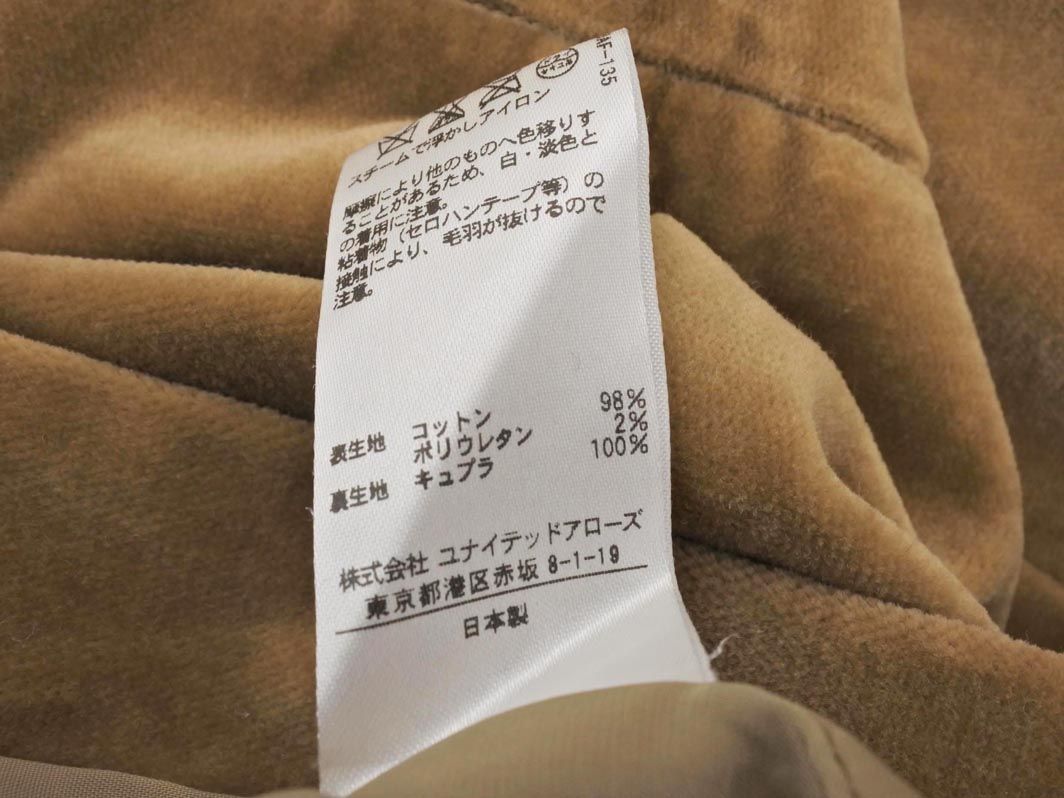 AF-135
スチームで浮かしアイロン
摩擦により他のものへ色移りす
ることがあるため、白・淡色と
の着用に注意。
粘着物（セロハンテープ等）の
接触により、毛羽が抜けるので
注意。
表生地 コットン 98%
ポリウレタン 2%
裏生地 キュプラ 100%
株式会社 ユナイテッドアローズ
東京都港区赤坂 8-1-19
日本製